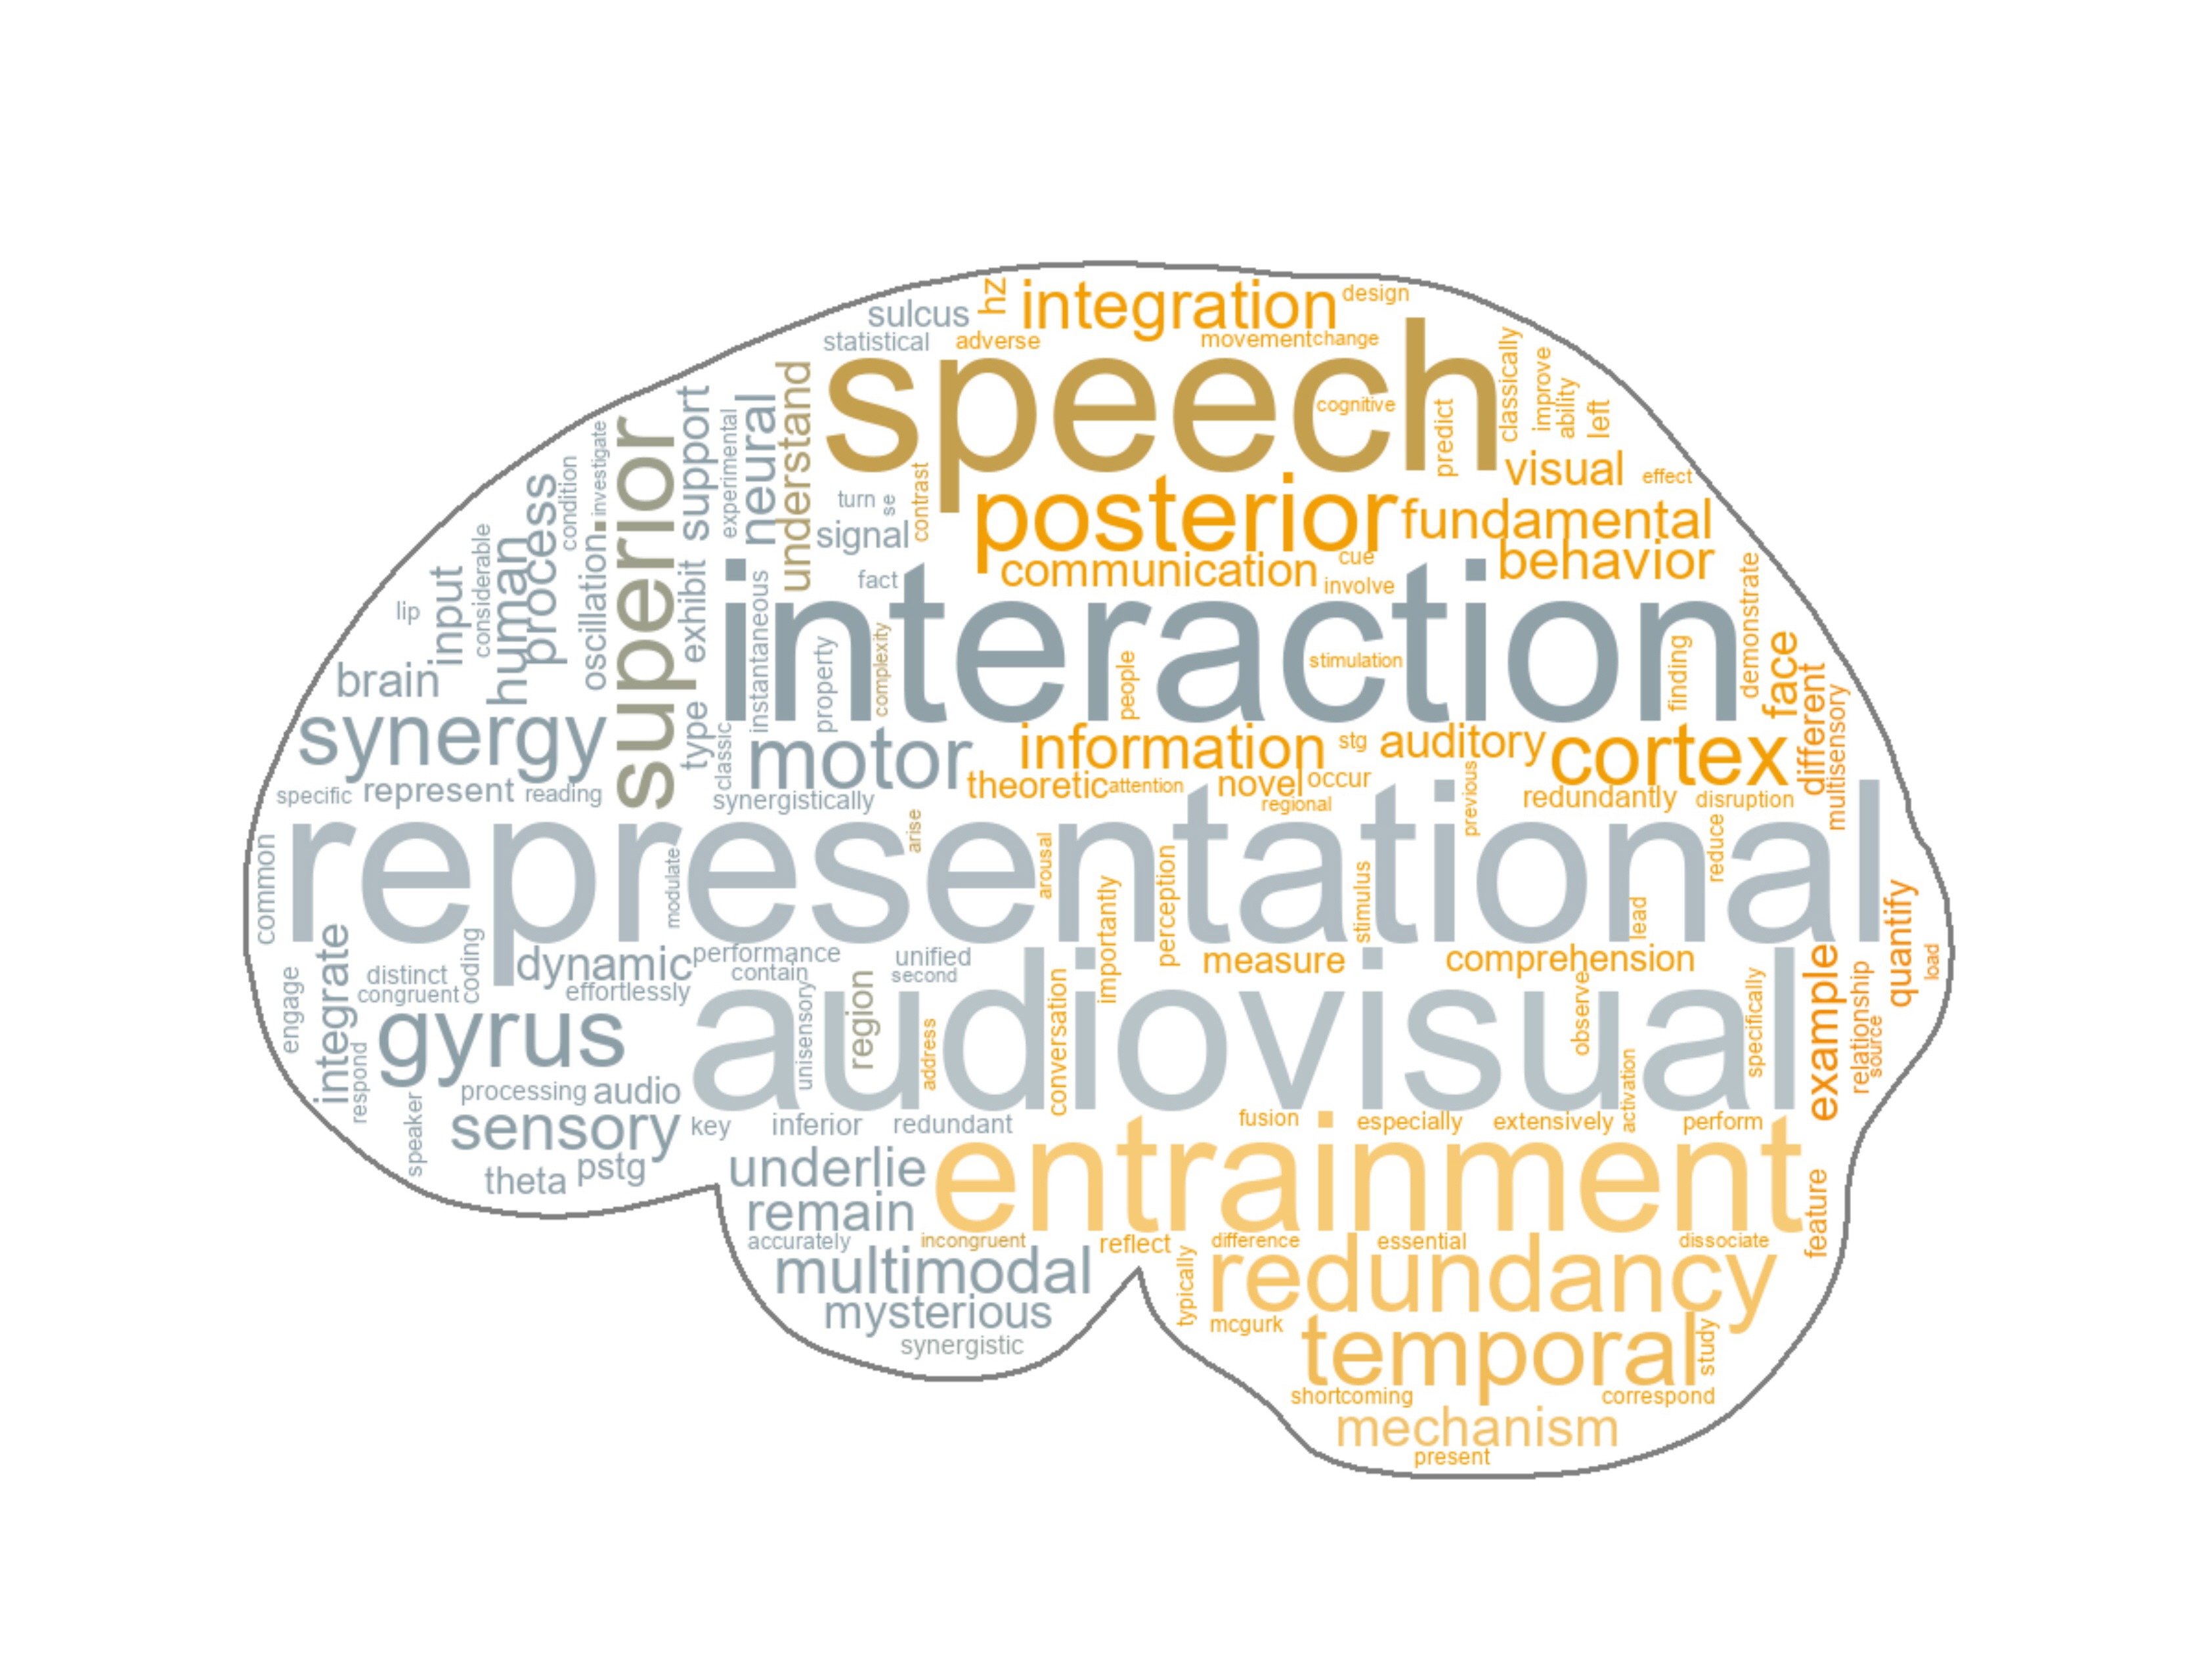 sulcus hz integration design
statistical adverse movement change
speech cognitive predict classically improve ability left
superior support experimental neural understand
investigate condition process human considerable input lip
oscillation exhibit type
turn se contrast
signal
posterior visual effect
fundamental
communication cue involve behavior
fact
interaction instantaneous property complexity people stimulation finding demonstrate face different multisensory
brain
synergy classic motor information stg auditory cortex
theoretic attention novel occur
specific represent reading synergistically regional previous redundantly disruption
representational common modulate arise arousal importantly perception stimulus lead reduce quantify
integrate distinct coding dynamic performance unified measure comprehension
congruent effortlessly contain second
engage respond gyrus audiovisual unisensory region address conversation observe activation specifically example relationship source load
processing audio
speaker sensory key inferior redundant fusion especially extensively perform
theta pstg underlie entrainment feature
remain
accurately incongruent reflect difference essential dissociate
multimodal typically redundancy
mysterious mcgurk
synergistic temporal study
shortcoming correspond
mechanism
present